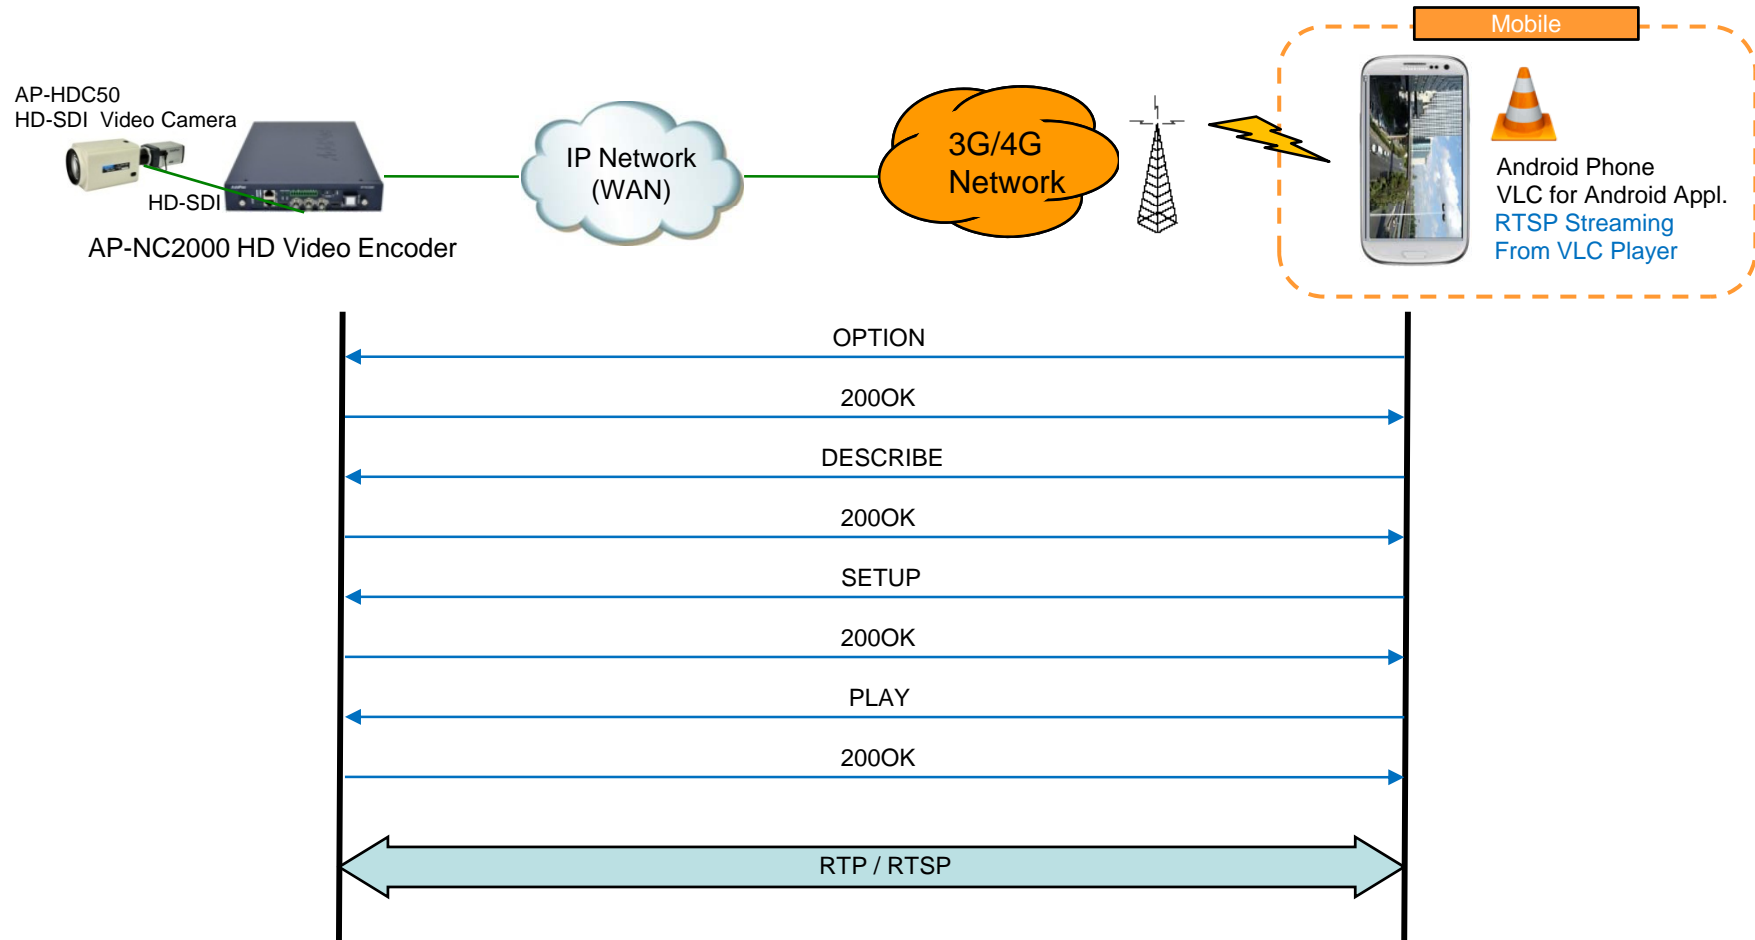 Mobile
AP-HDC50
HD-SDI  Video Camera
HD-SDI
AP-NC2000 HD Video Encoder
IP Network
(WAN)
3G/4G
Network
Android Phone
VLC for Android Appl.
RTSP Streaming
From VLC Player
OPTION
200OK
DESCRIBE
200OK
SETUP
200OK
PLAY
200OK
RTP / RTSP